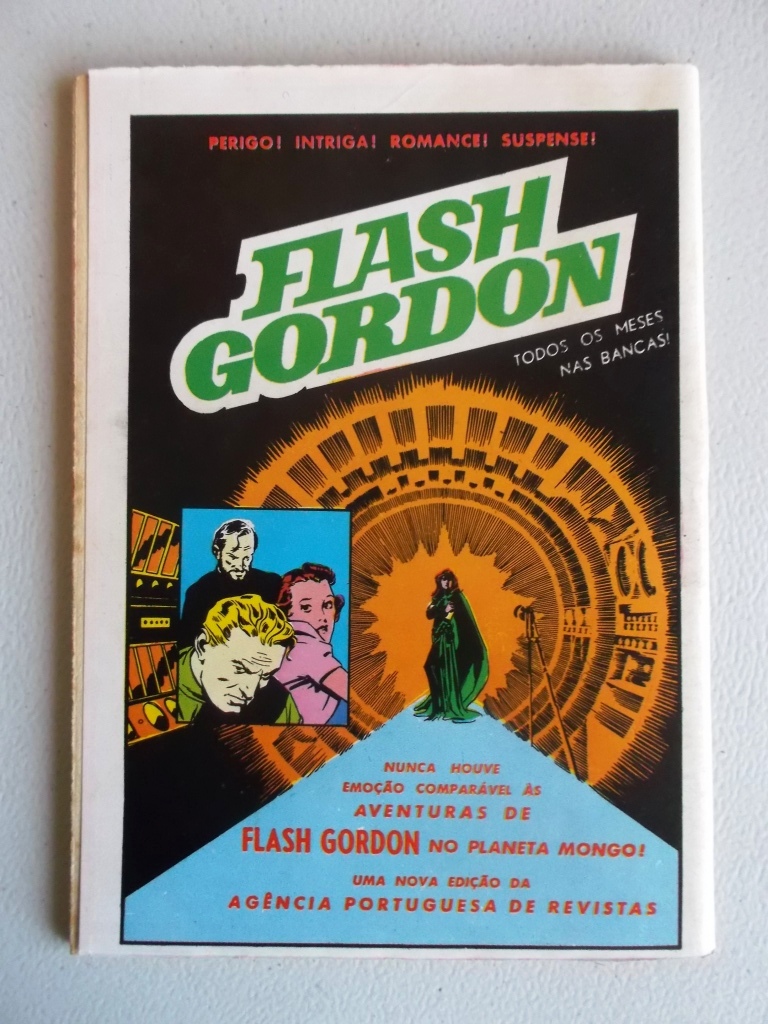 PERIGO! INTRIGA! ROMANCE! SUSPENSE!
FLASH
GORDON
TODOS OS MESES
NAS BANCAS!
NUNCA HOUVE
EMOÇÃO COMPARÁVEL ÀS
AVENTURAS DE
FLASH GORDON NO PLANETA MONGO!
UMA NOVA EDIÇÃO DA
AGÊNCIA PORTUGUESA DE REVISTAS